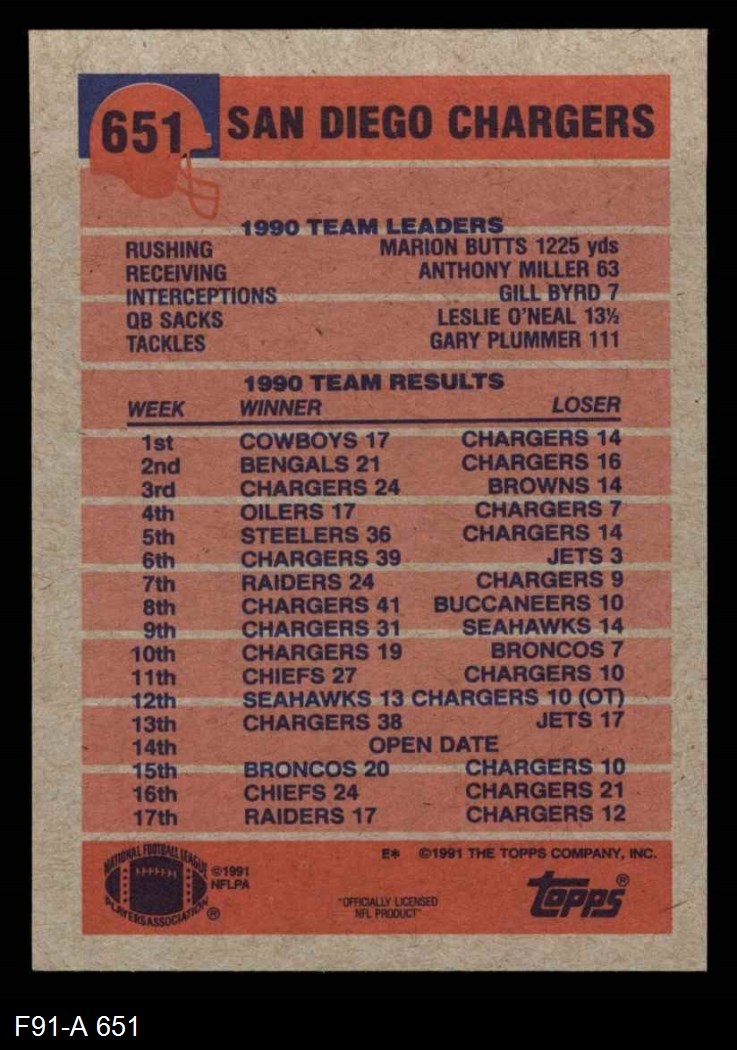 651 SAN DIEGO CHARGERS
1990 TEAM LEADERS
RUSHING MARION BUTTS 1225 yds
RECEIVING ANTHONY MILLER 63
INTERCEPTIONS GILL BYRD 7
QB SACKS LESLIE O'NEAL 13½
TACKLES GARY PLUMMER 111
1990 TEAM RESULTS
WEEK WINNER LOSER
1st COWBOYS 17 CHARGERS 14
2nd BENGALS 21 CHARGERS 16
3rd CHARGERS 24 BROWNS 14
4th OILERS 17 CHARGERS 7
5th STEELERS 36 CHARGERS 14
6th CHARGERS 39 JETS 3
7th RAIDERS 24 CHARGERS 9
8th CHARGERS 41 BUCCANEERS 10
9th CHARGERS 31 SEAHAWKS 14
10th CHARGERS 19 BRONCOS 7
11th CHIEFS 27 CHARGERS 10
12th SEAHAWKS 13 CHARGERS 10 (OT)
13th CHARGERS 38 JETS 17
14th OPEN DATE
15th BRONCOS 20 CHARGERS 10
16th CHIEFS 24 CHARGERS 21
17th RAIDERS 17 CHARGERS 12
NATIONAL FOOTBALL LEAGUE
PLAYERS ASSOCIATION ®
©1991
NFLPA
E* ©1991 THE TOPPS COMPANY, INC.
"OFFICIALLY LICENSED
NFL PRODUCT"
topps®
F91-A 651